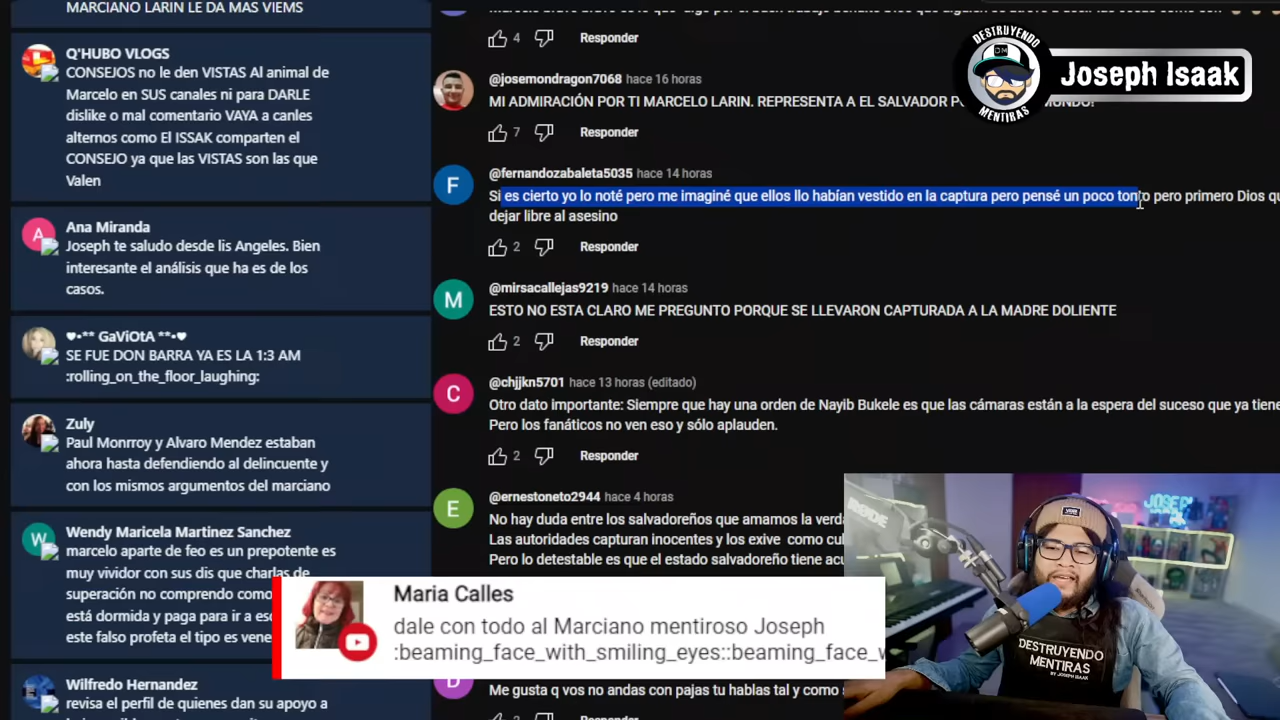 MARCIANO LARIN LE DA MAS VIEMS
Q'HUBO VLOGS
CONSEJOS no le den VISTAS Al animal de
Marcelo en SUS canales ni para DARLE
dislike o mal comentario VAYA a canles
alternos como El ISSAK comparten el
CONSEJO ya que las VISTAS son las que
Valen
Ana Miranda
Joseph te saludo desde lis Angeles. Bien
interesante el análisis que ha es de los
casos.
♥•** GaViOtA **•♥
SE FUE DON BARRA YA ES LA 1:3 AM
:rolling_on_the_floor_laughing:
Zuly
Paul Monrroy y Alvaro Mendez estaban
ahora hasta defendiendo al delincuente y
con los mismos argumentos del marciano
Wendy Maricela Martinez Sanchez
marcelo aparte de feo es un prepotente es
muy vividor con sus dis que charlas de
superación no comprendo como
está dormida y paga para ir a
este falso profeta el tipo es
Wilfredo Hernandez
revisa el perfil de quienes dan su apoyo a
4 Responder
@josemondragon7068 hace 16 horas
MI ADMIRACIÓN POR TI MARCELO LARIN. REPRESENTA A EL SALVADOR
7 Responder
F
@fernandozabaleta5035 hace 14 horas
Si es cierto yo lo noté pero me imaginé que ellos llo habían vestido en la captura pero pensé un poco tonto pero primero Dios
dejar libre al asesino
2 Responder
M
@mirsacallejas9219 hace 14 horas
ESTO NO ESTA CLARO ME PREGUNTO PORQUE SE LLEVARON CAPTURADA A LA MADRE DOLIENTE
2 Responder
C
@chjjkn5701 hace 13 horas (editado)
Otro dato importante: Siempre que hay una orden de Nayib Bukele es que las cámaras están a la espera del suceso que ya tiene
Pero los fanáticos no ven eso y sólo aplauden.
2 Responder
E
@ernestoneto2944 hace 4 horas
No hay duda entre los salvadoreños que amamos la
Las autoridades capturan inocentes y los exive como
Pero lo detestable es que el estado salvadoreño tiene
Me gusta q vos no andas con pajas tu hablas tal y como
Maria Calles
dale con todo al Marciano mentiroso Joseph
:beaming_face_with_smiling_eyes::beaming_face_
DESTRUYENDO
DM
MENTIRAS
Joseph Isaak
RØDE
JOSEPH
VANS
DESTRUYENDO
MENTIRAS
BY JOSEPH ISAAK